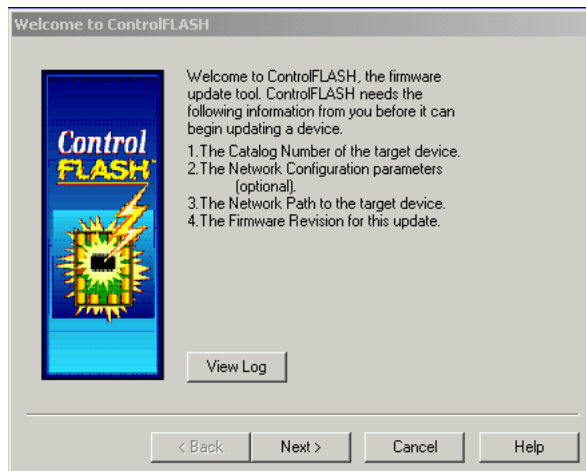 Welcome to ControlFLASH
Welcome to ControlFLASH, the firmware
update tool. ControlFLASH needs the
following information from you before it can
begin updating a device.
1.The Catalog Number of the target device.
2.The Network Configuration parameters
(optional).
3.The Network Path to the target device.
4.The Firmware Revision for this update.
Control
FLASH
View Log
< Back
Next >
Cancel
Help